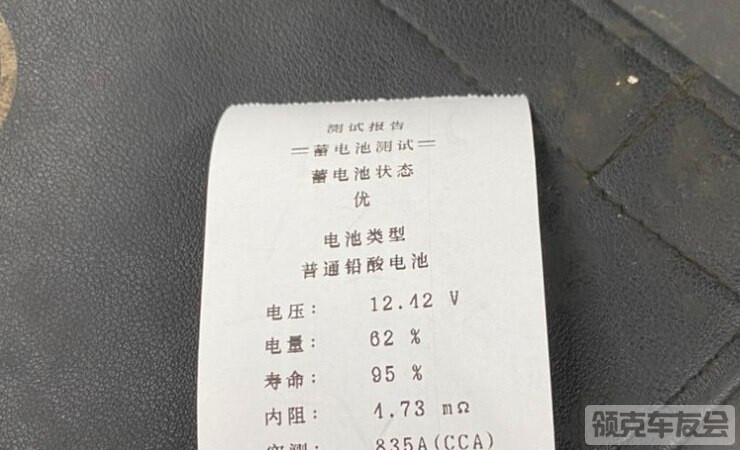 测试报告
=蓄电池测试=
蓄电池状态
优
电池类型
普通铅酸电池
电压: 12.42 V
电量: 62 %
寿命: 95 %
内阻: 4.73 mΩ
实测: 835A(CCA)
领克车友会